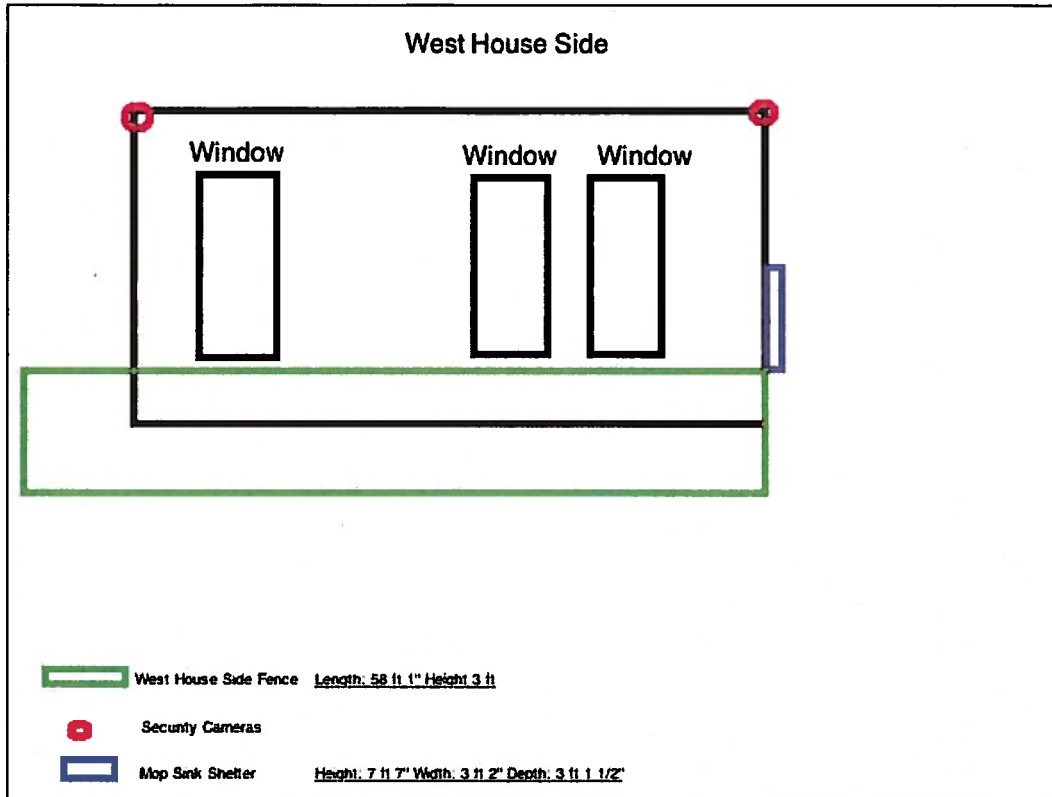 West House Side
Window
Window Window
West House Side Fence Length: 58 ft 1" Height 3 ft
Security Cameras
Mop Sink Shelter Height: 7 ft 7" Width: 3 ft 2" Depth: 3 ft 1 1/2"